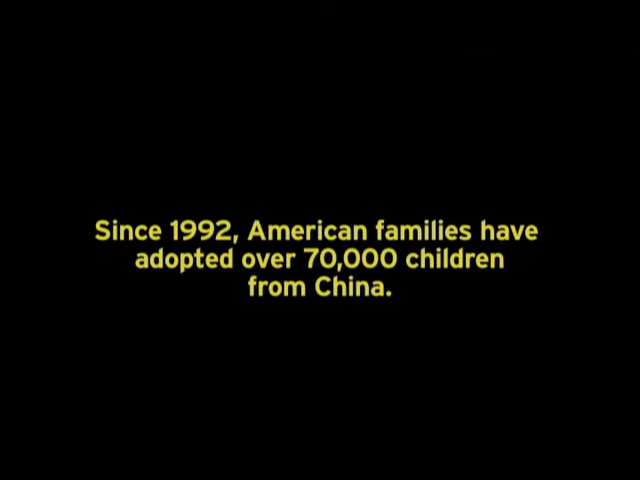 Since 1992, American families have
adopted over 70,000 children
from China.